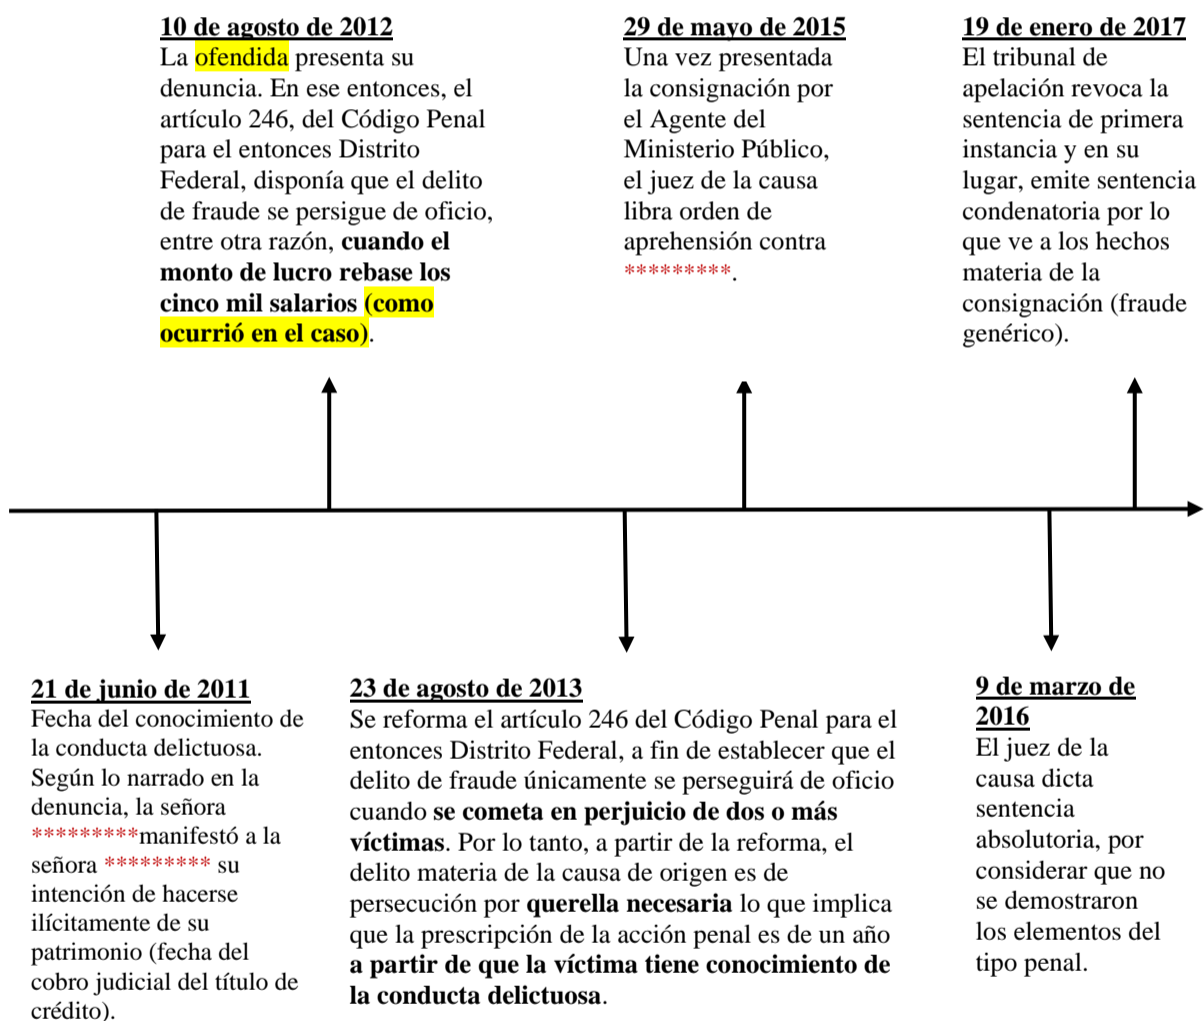 10 de agosto de 2012
La ofendida presenta su
denuncia. En ese entonces, el
artículo 246, del Código Penal
para el entonces Distrito
Federal, disponía que el delito
de fraude se persigue de oficio,
entre otra razón, cuando el
monto de lucro rebase los
cinco mil salarios (como
ocurrió en el caso).
29 de mayo de 2015
Una vez presentada
la consignación por
el Agente del
Ministerio Público,
el juez de la causa
libra orden de
aprehensión contra
*********.
19 de enero de 2017
El tribunal de
apelación revoca la
sentencia de primera
instancia y en su
lugar, emite sentencia
condenatoria por lo
que ve a los hechos
materia de la
consignación (fraude
genérico).
21 de junio de 2011
Fecha del conocimiento de
la conducta delictuosa.
Según lo narrado en la
denuncia, la señora
*********manifestó a la
señora ********* su
intención de hacerse
ilícitamente de su
patrimonio (fecha del
cobro judicial del título de
crédito).
23 de agosto de 2013
Se reforma el artículo 246 del Código Penal para el
entonces Distrito Federal, a fin de establecer que el
delito de fraude únicamente se perseguirá de oficio
cuando se cometa en perjuicio de dos o más
víctimas. Por lo tanto, a partir de la reforma, el
delito materia de la causa de origen es de
persecución por querella necesaria lo que implica
que la prescripción de la acción penal es de un año
a partir de que la víctima tiene conocimiento de
la conducta delictuosa.
9 de marzo de
2016
El juez de la
causa dicta
sentencia
absolutoria, por
considerar que no
se demostraron
los elementos del
tipo penal.